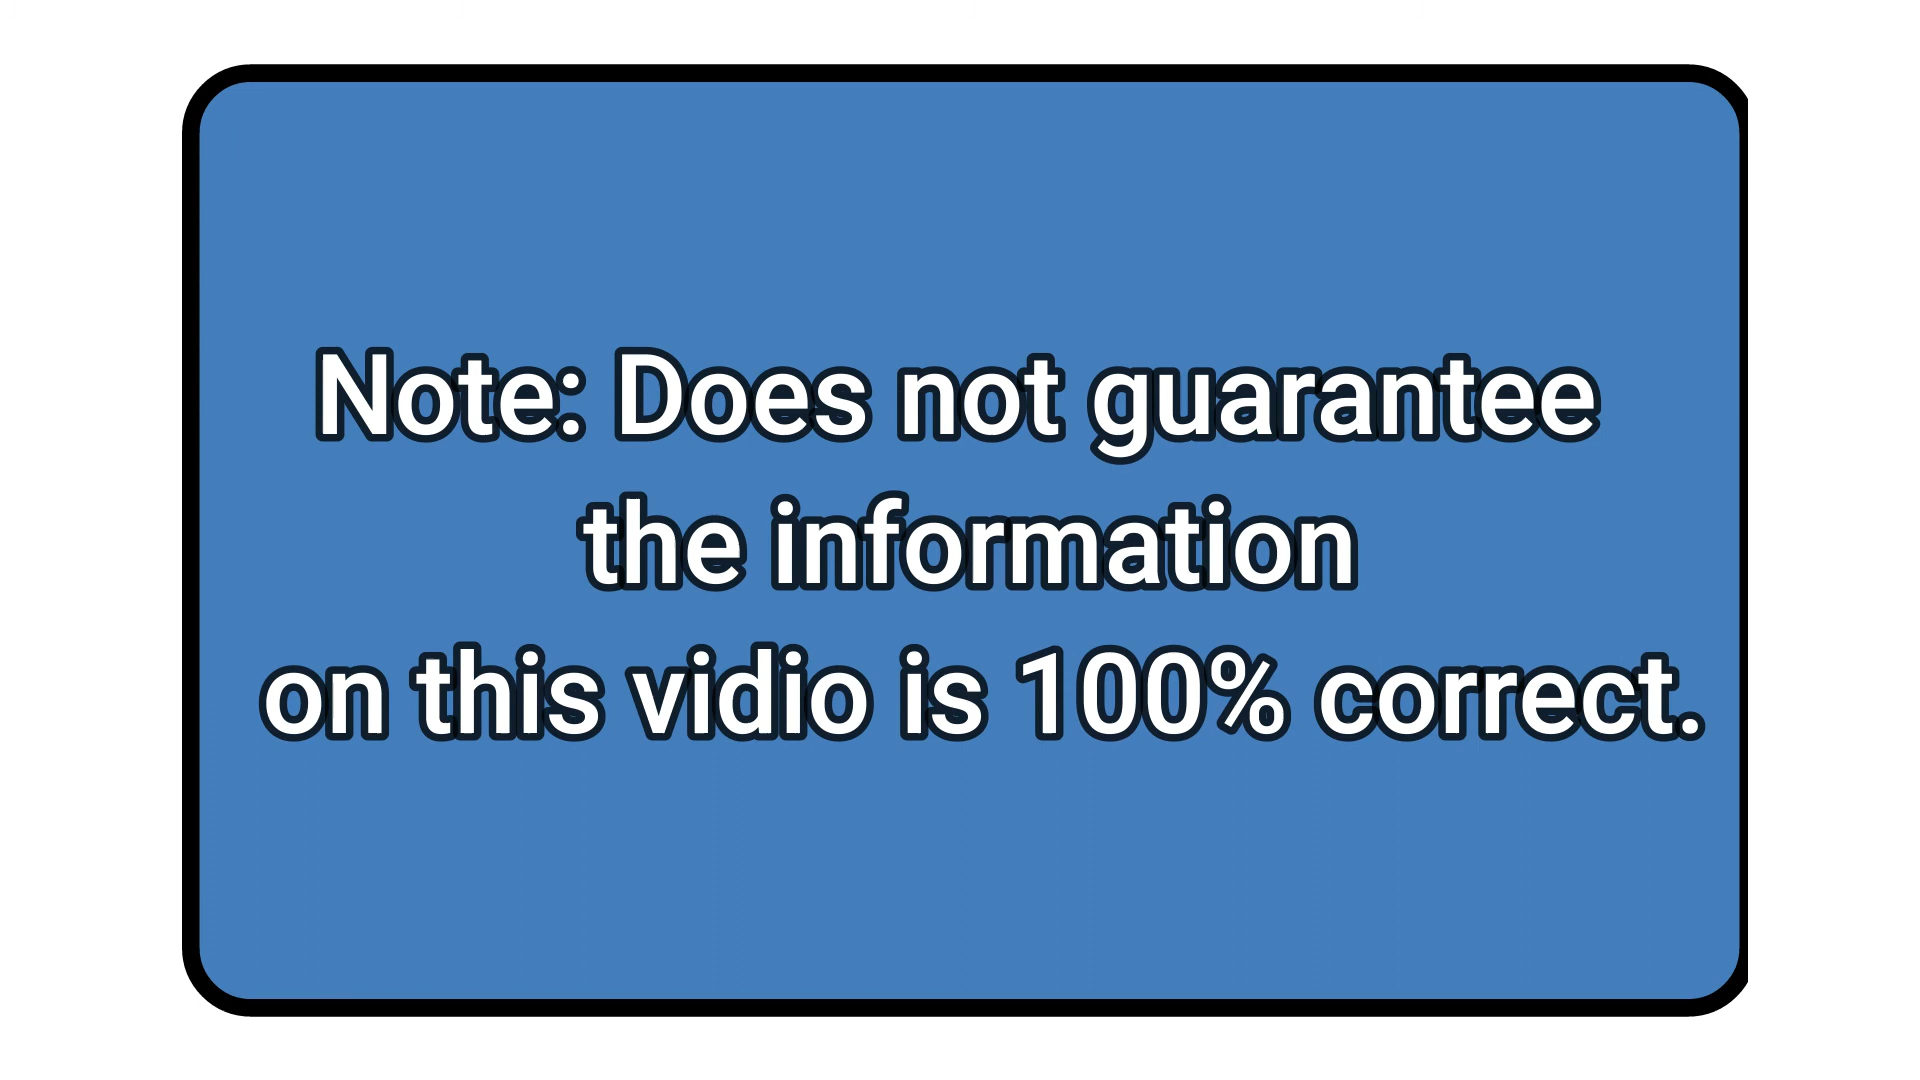 Note: Does not guarantee
the information
on this vidio is 100% correct.